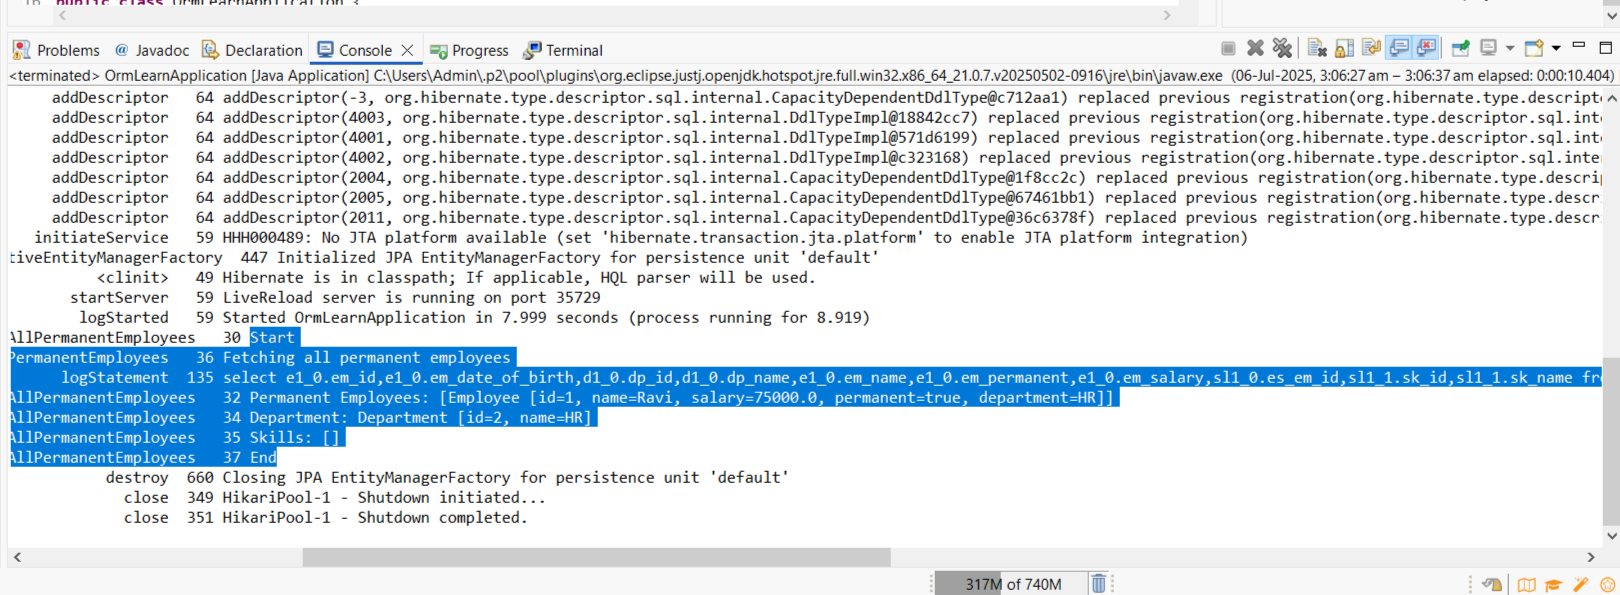 public class OrmLearnApplication {
Problems @ Javadoc Declaration Console Progress Terminal
<terminated> OrmLearnApplication [Java Application] C:\Users\Admin\.p2\pool\plugins\org.eclipse.justj.openjdk.hotspot.jre.full.win32.x86_64_21.0.7.v20250502-0916\jre\bin\javaw.exe (06-Jul-2025, 3:06:27 am – 3:06:37 am elapsed: 0:00:10.404)
addDescriptor 64 addDescriptor(-3, org.hibernate.type.descriptor.sql.internal.CapacityDependentDdlType@c712aa1) replaced previous registration(org.hibernate.type.descripto
addDescriptor 64 addDescriptor(4003, org.hibernate.type.descriptor.sql.internal.DdlTypeImpl@18842cc7) replaced previous registration(org.hibernate.type.descriptor.sql.int
addDescriptor 64 addDescriptor(4001, org.hibernate.type.descriptor.sql.internal.DdlTypeImpl@571d6199) replaced previous registration(org.hibernate.type.descriptor.sql.int
addDescriptor 64 addDescriptor(4002, org.hibernate.type.descriptor.sql.internal.DdlTypeImpl@c323168) replaced previous registration(org.hibernate.type.descriptor.sql.inte
addDescriptor 64 addDescriptor(2004, org.hibernate.type.descriptor.sql.internal.CapacityDependentDdlType@1f8cc2c) replaced previous registration(org.hibernate.type.descrip
addDescriptor 64 addDescriptor(2005, org.hibernate.type.descriptor.sql.internal.CapacityDependentDdlType@67461bb1) replaced previous registration(org.hibernate.type.descri
addDescriptor 64 addDescriptor(2011, org.hibernate.type.descriptor.sql.internal.CapacityDependentDdlType@36c6378f) replaced previous registration(org.hibernate.type.descri
initiateService 59 HHH000489: No JTA platform available (set 'hibernate.transaction.jta.platform' to enable JTA platform integration)
tiveEntityManagerFactory 447 Initialized JPA EntityManagerFactory for persistence unit 'default'
<clinit> 49 Hibernate is in classpath; If applicable, HQL parser will be used.
startServer 59 LiveReload server is running on port 35729
logStarted 59 Started OrmLearnApplication in 7.999 seconds (process running for 8.919)
AllPermanentEmployees 30 Start
PermanentEmployees 36 Fetching all permanent employees
logStatement 135 select e1_0.em_id,e1_0.em_date_of_birth,d1_0.dp_id,d1_0.dp_name,e1_0.em_name,e1_0.em_permanent,e1_0.em_salary,sl1_0.es_em_id,sl1_1.sk_id,sl1_1.sk_name fro
AllPermanentEmployees 32 Permanent Employees: [Employee [id=1, name=Ravi, salary=75000.0, permanent=true, department=HR]]
AllPermanentEmployees 34 Department: Department [id=2, name=HR]
AllPermanentEmployees 35 Skills: []
AllPermanentEmployees 37 End
destroy 660 Closing JPA EntityManagerFactory for persistence unit 'default'
close 349 HikariPool-1 - Shutdown initiated...
close 351 HikariPool-1 - Shutdown completed.
317M of 740M